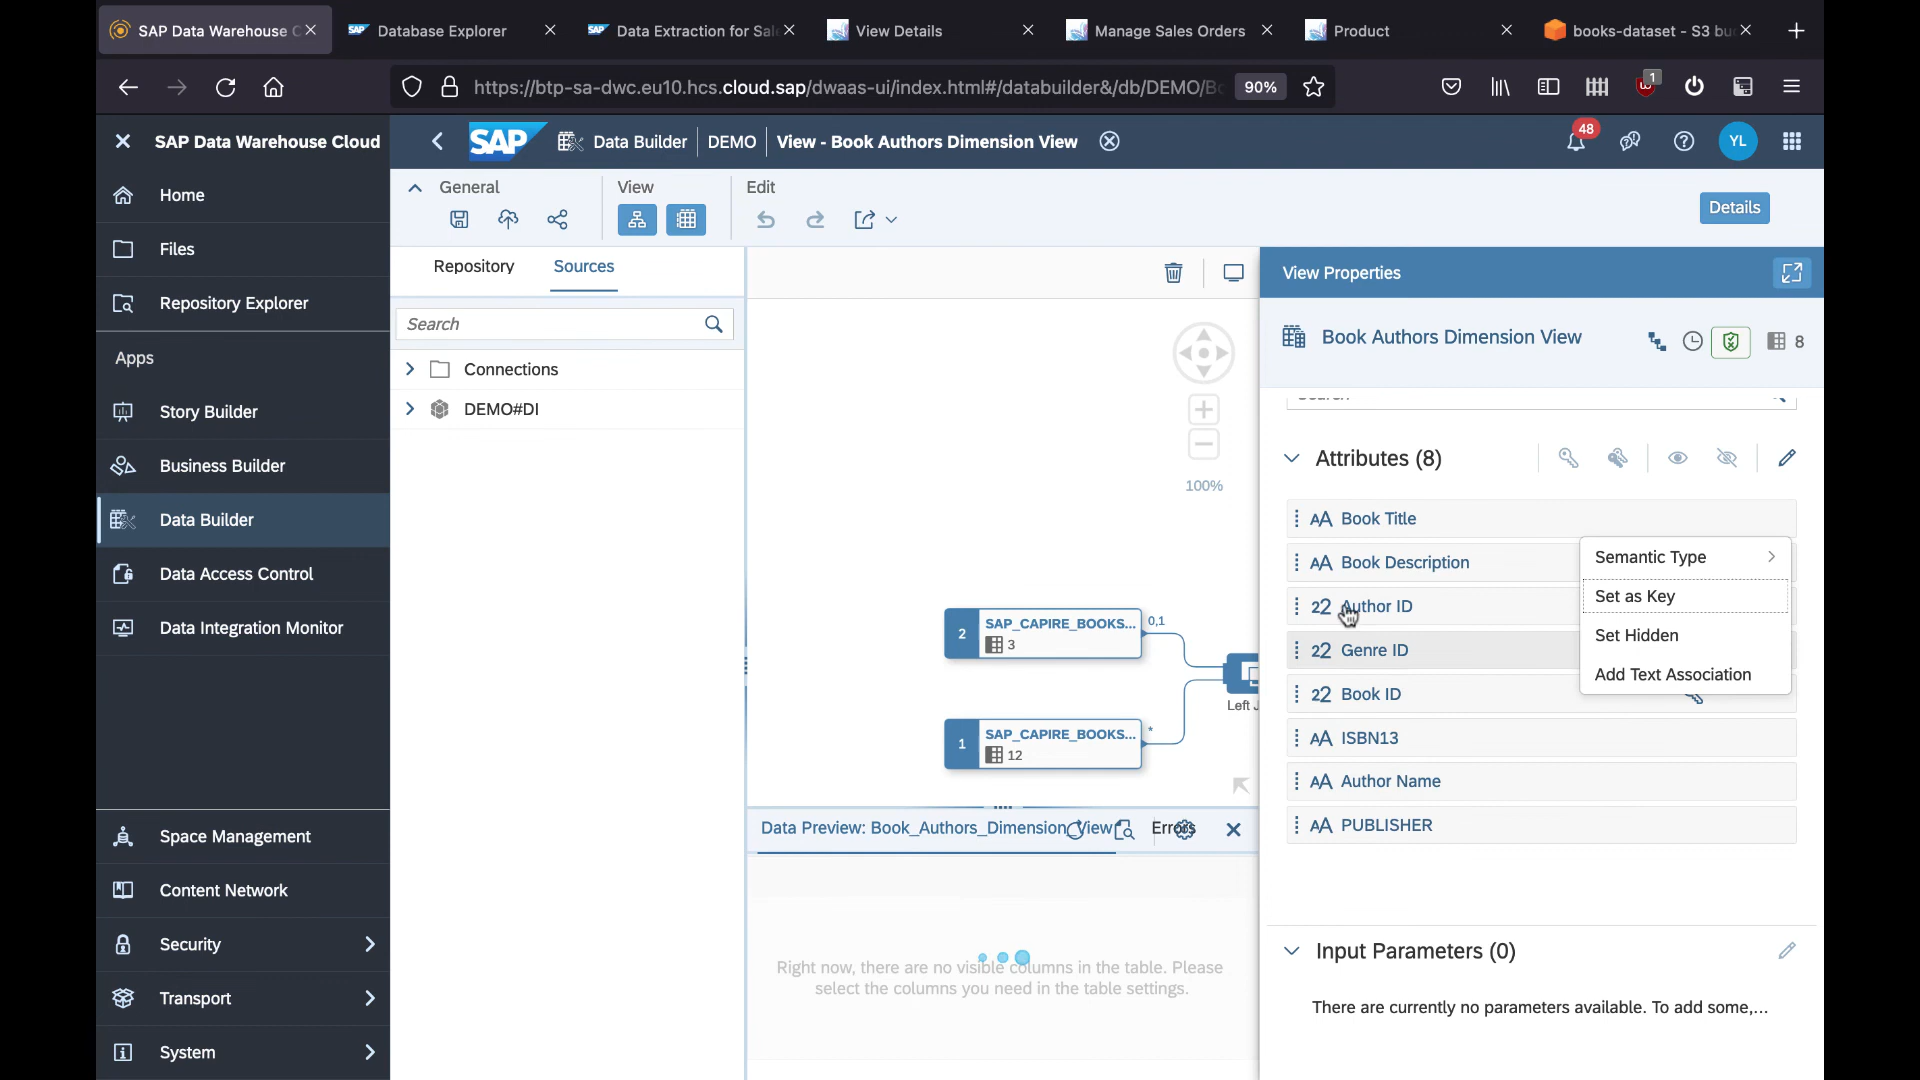 SAP Data Warehouse C
Database Explorer
Data Extraction for Sal
View Details
Manage Sales Orders
Product
books-dataset - S3 bu
https://btp-sa-dwc.eu10.hcs.cloud.sap/dwaas-ui/index.html#/databuilder&/db/DEMO/Bo
90%
1
SAP Data Warehouse Cloud
SAP
Data Builder
DEMO
View - Book Authors Dimension View
48
YL
Home
Files
Repository Explorer
Apps
Story Builder
Business Builder
Data Builder
Data Access Control
Data Integration Monitor
Space Management
Content Network
Security
Transport
System
General
View
Edit
Details
Repository
Sources
Search
Connections
DEMO#DI
100%
2
SAP_CAPIRE_BOOKS...
3
0,1
1
SAP_CAPIRE_BOOKS...
12
*
Left J
Data Preview: Book_Authors_Dimension_View
Errors
Right now, there are no visible columns in the table. Please
select the columns you need in the table settings.
View Properties
Book Authors Dimension View
8
Search
Attributes (8)
Book Title
Book Description
Author ID
Genre ID
Book ID
ISBN13
Author Name
PUBLISHER
Semantic Type
Set as Key
Set Hidden
Add Text Association
Input Parameters (0)
There are currently no parameters available. To add some,...